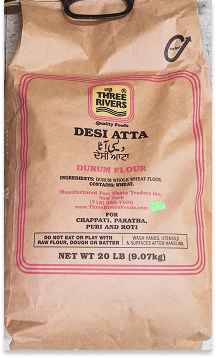 THREE
RIVERS
Quality Foods
DESI ATTA
دیسی آٹا
ਦੇਸੀ ਆਟਾ
DURUM FLOUR
INGREDIENTS: DURUM WHOLE WHEAT FLOUR.
CONTAINS: WHEAT.
New York
FOR
CHAPPATI, PARATHA,
PURI AND ROTI
DO NOT EAT OR PLAY WITH
RAW FLOUR, DOUGH OR BATTER
WASH HANDS, UTENSILS
& SURFACES AFTER HANDLING.
NET WT 20 LB (9.07kg)